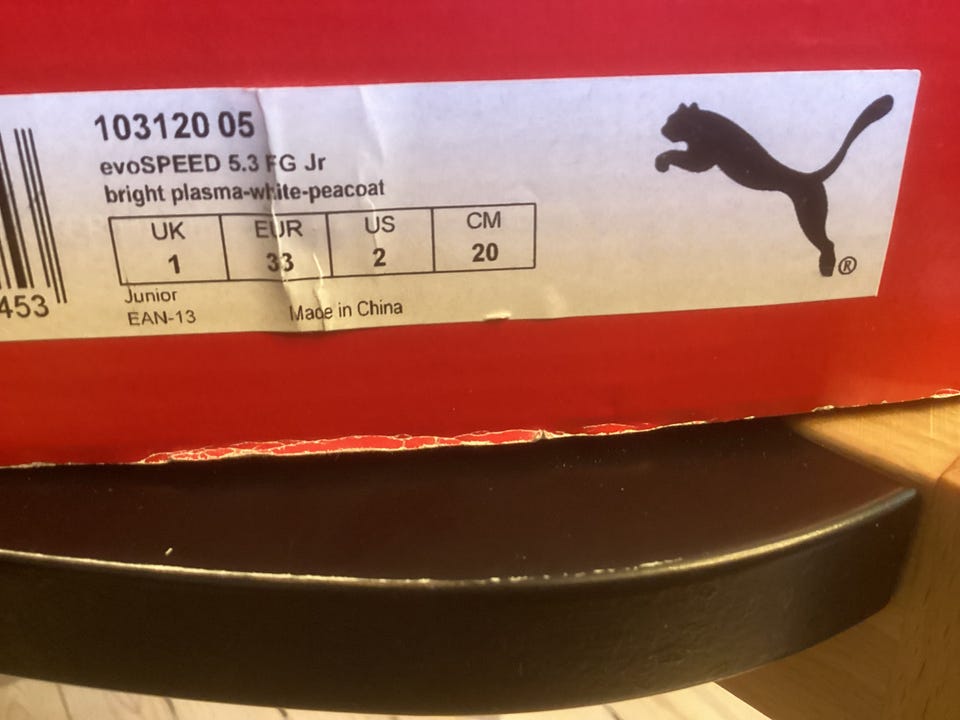 103120 05
evoSPEED 5.3 FG Jr
bright plasma-white-peacoat
UK EUR US CM
1 33 2 20
453
Junior
EAN-13
Made in China
®